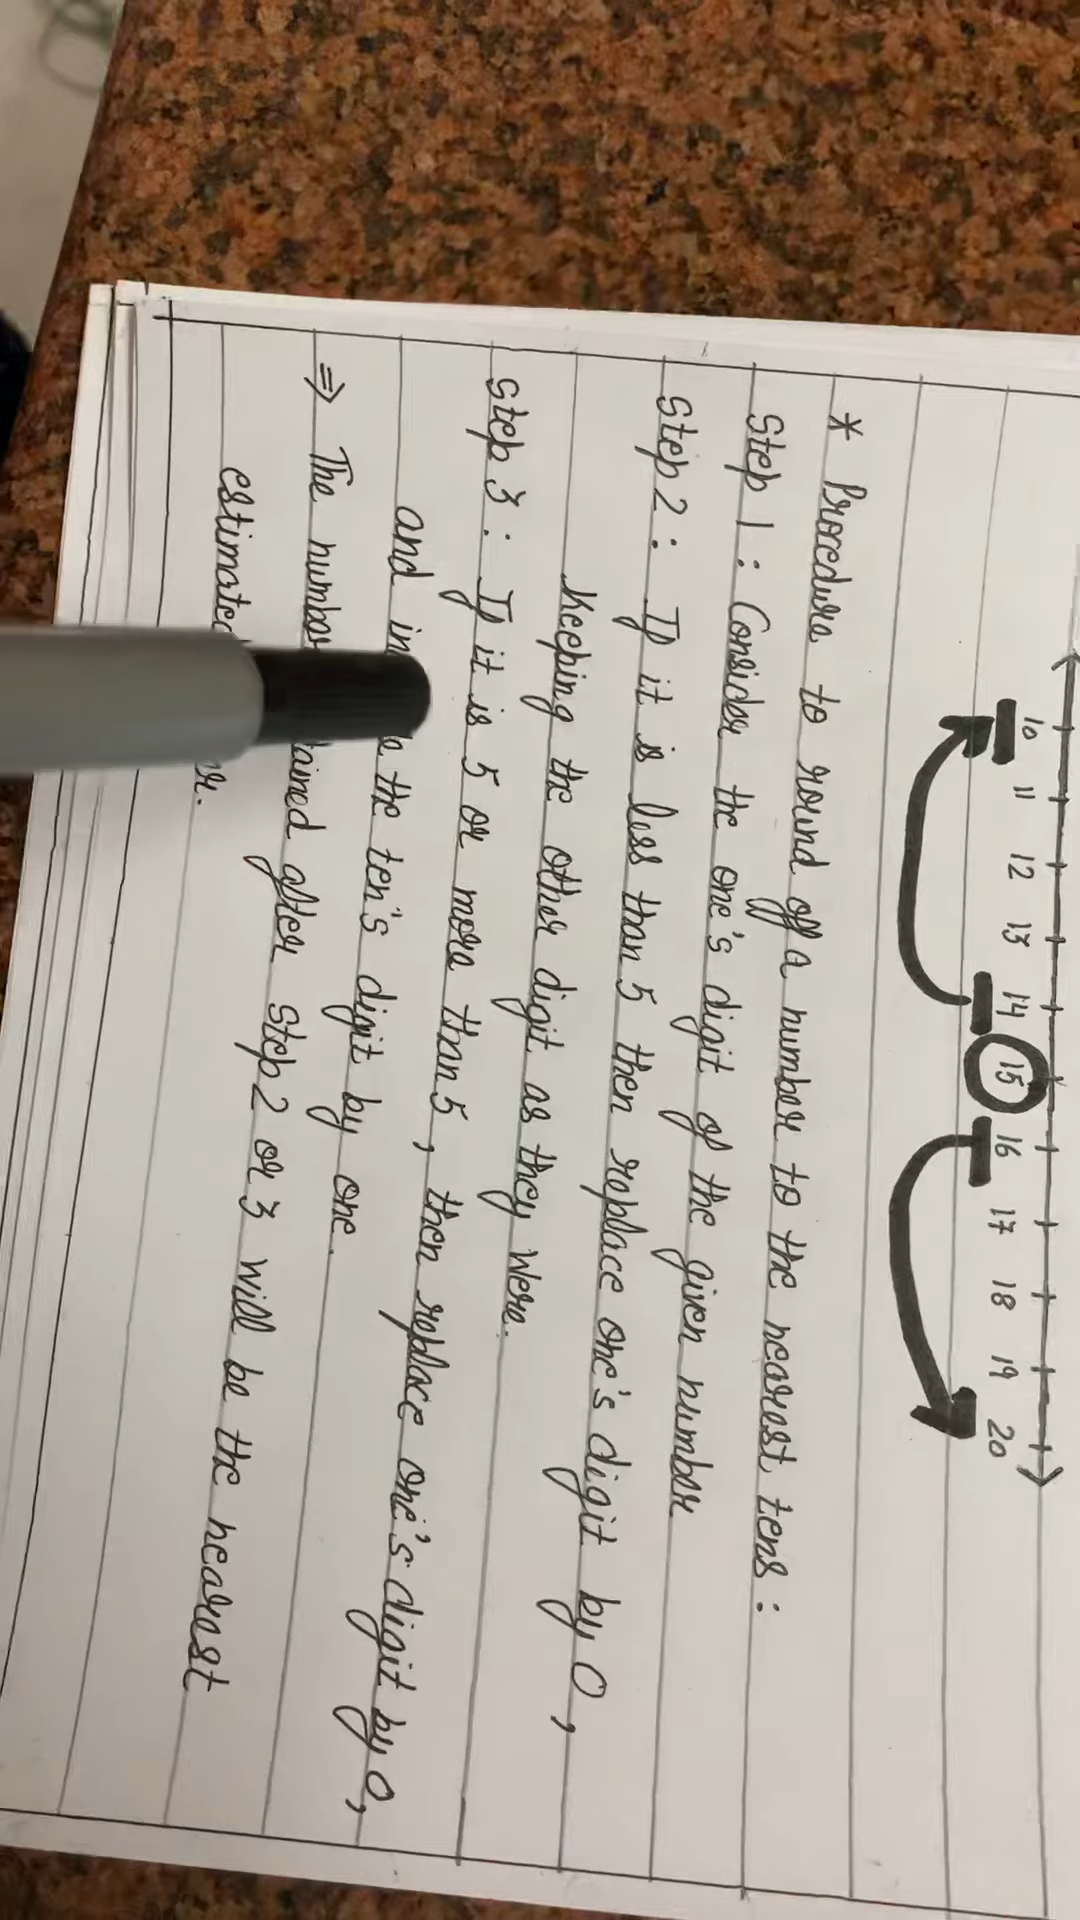 10 11 12 13 14 15 16 17 18 19 20
* Procedure to round off a number to the nearest tens :
Step 1 : Consider the one's digit of the given number
Step 2 : If it is less than 5 then replace one's digit by 0,
Keeping the other digit as they were.
Step 3 : If it is 5 or more than 5, then replace one's digit by 0,
and the ten's digit by one.
⇒ The after step 2 or 3 will be the nearest